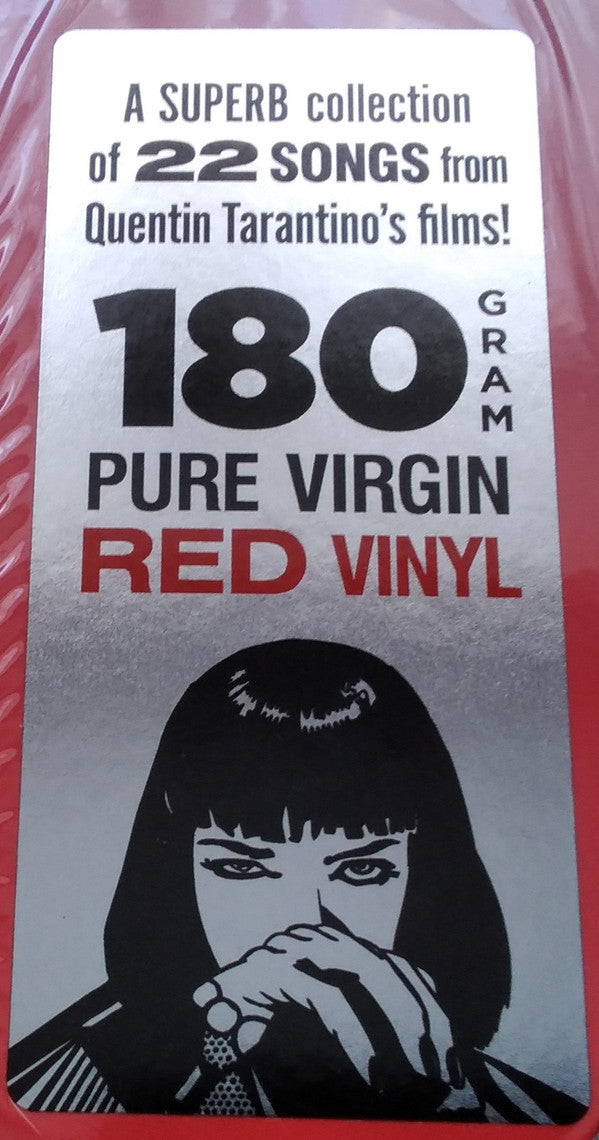 A SUPERB collection
of 22 SONGS from
Quentin Tarantino's films!
180 GRAM
PURE VIRGIN
RED VINYL